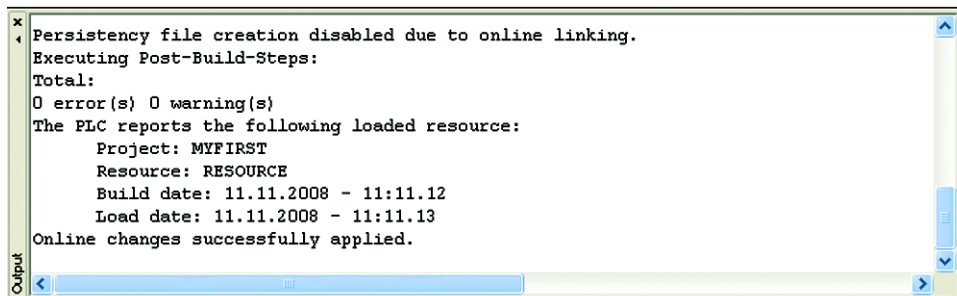 Persistency file creation disabled due to online linking.
Executing Post-Build-Steps:
Total:
0 error(s) 0 warning(s)
The PLC reports the following loaded resource:
Project: MYFIRST
Resource: RESOURCE
Build date: 11.11.2008 - 11:11.12
Load date: 11.11.2008 - 11:11.13
Online changes successfully applied.
Output